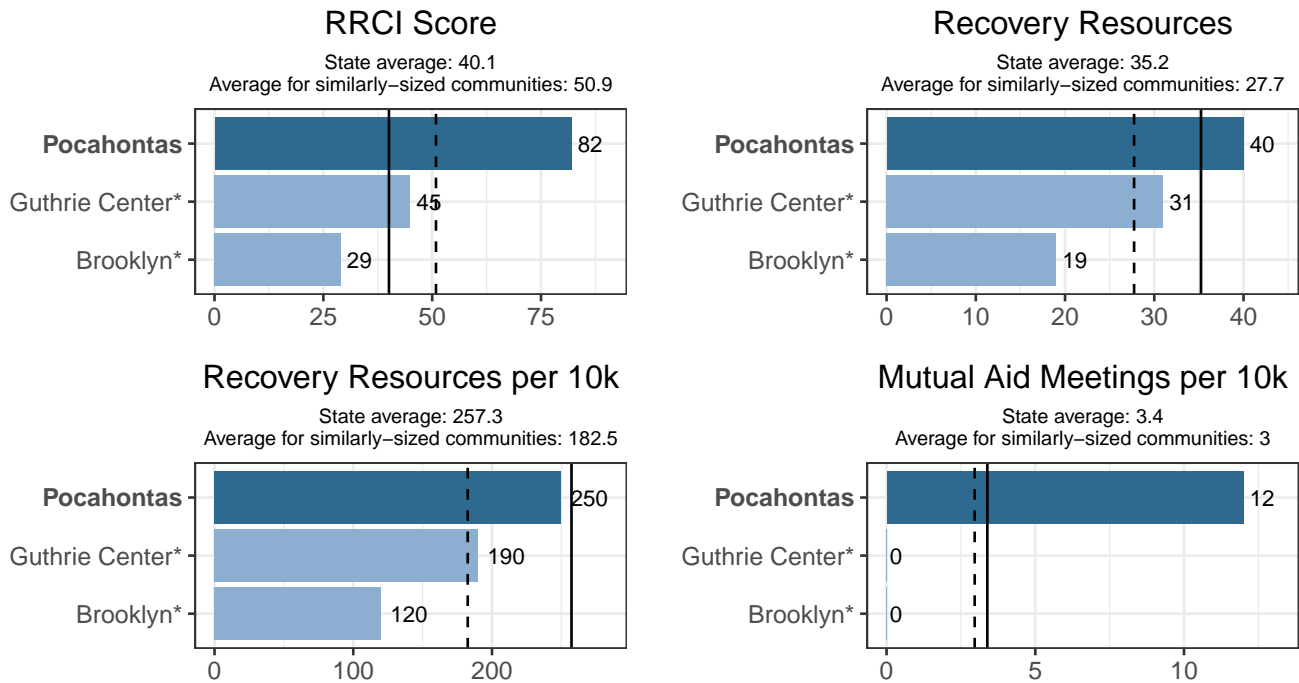 RRCI Score
State average: 40.1
Average for similarly−sized communities: 50.9
Pocahontas
82
Guthrie Center*
45
Brooklyn*
29
0 25 50 75
Recovery Resources
State average: 35.2
Average for similarly−sized communities: 27.7
Pocahontas
40
Guthrie Center*
31
Brooklyn*
19
0 10 20 30 40
Recovery Resources per 10k
State average: 257.3
Average for similarly−sized communities: 182.5
Pocahontas
250
Guthrie Center*
190
Brooklyn*
120
0 100 200
Mutual Aid Meetings per 10k
State average: 3.4
Average for similarly−sized communities: 3
Pocahontas
12
Guthrie Center*
0
Brooklyn*
0
0 5 10